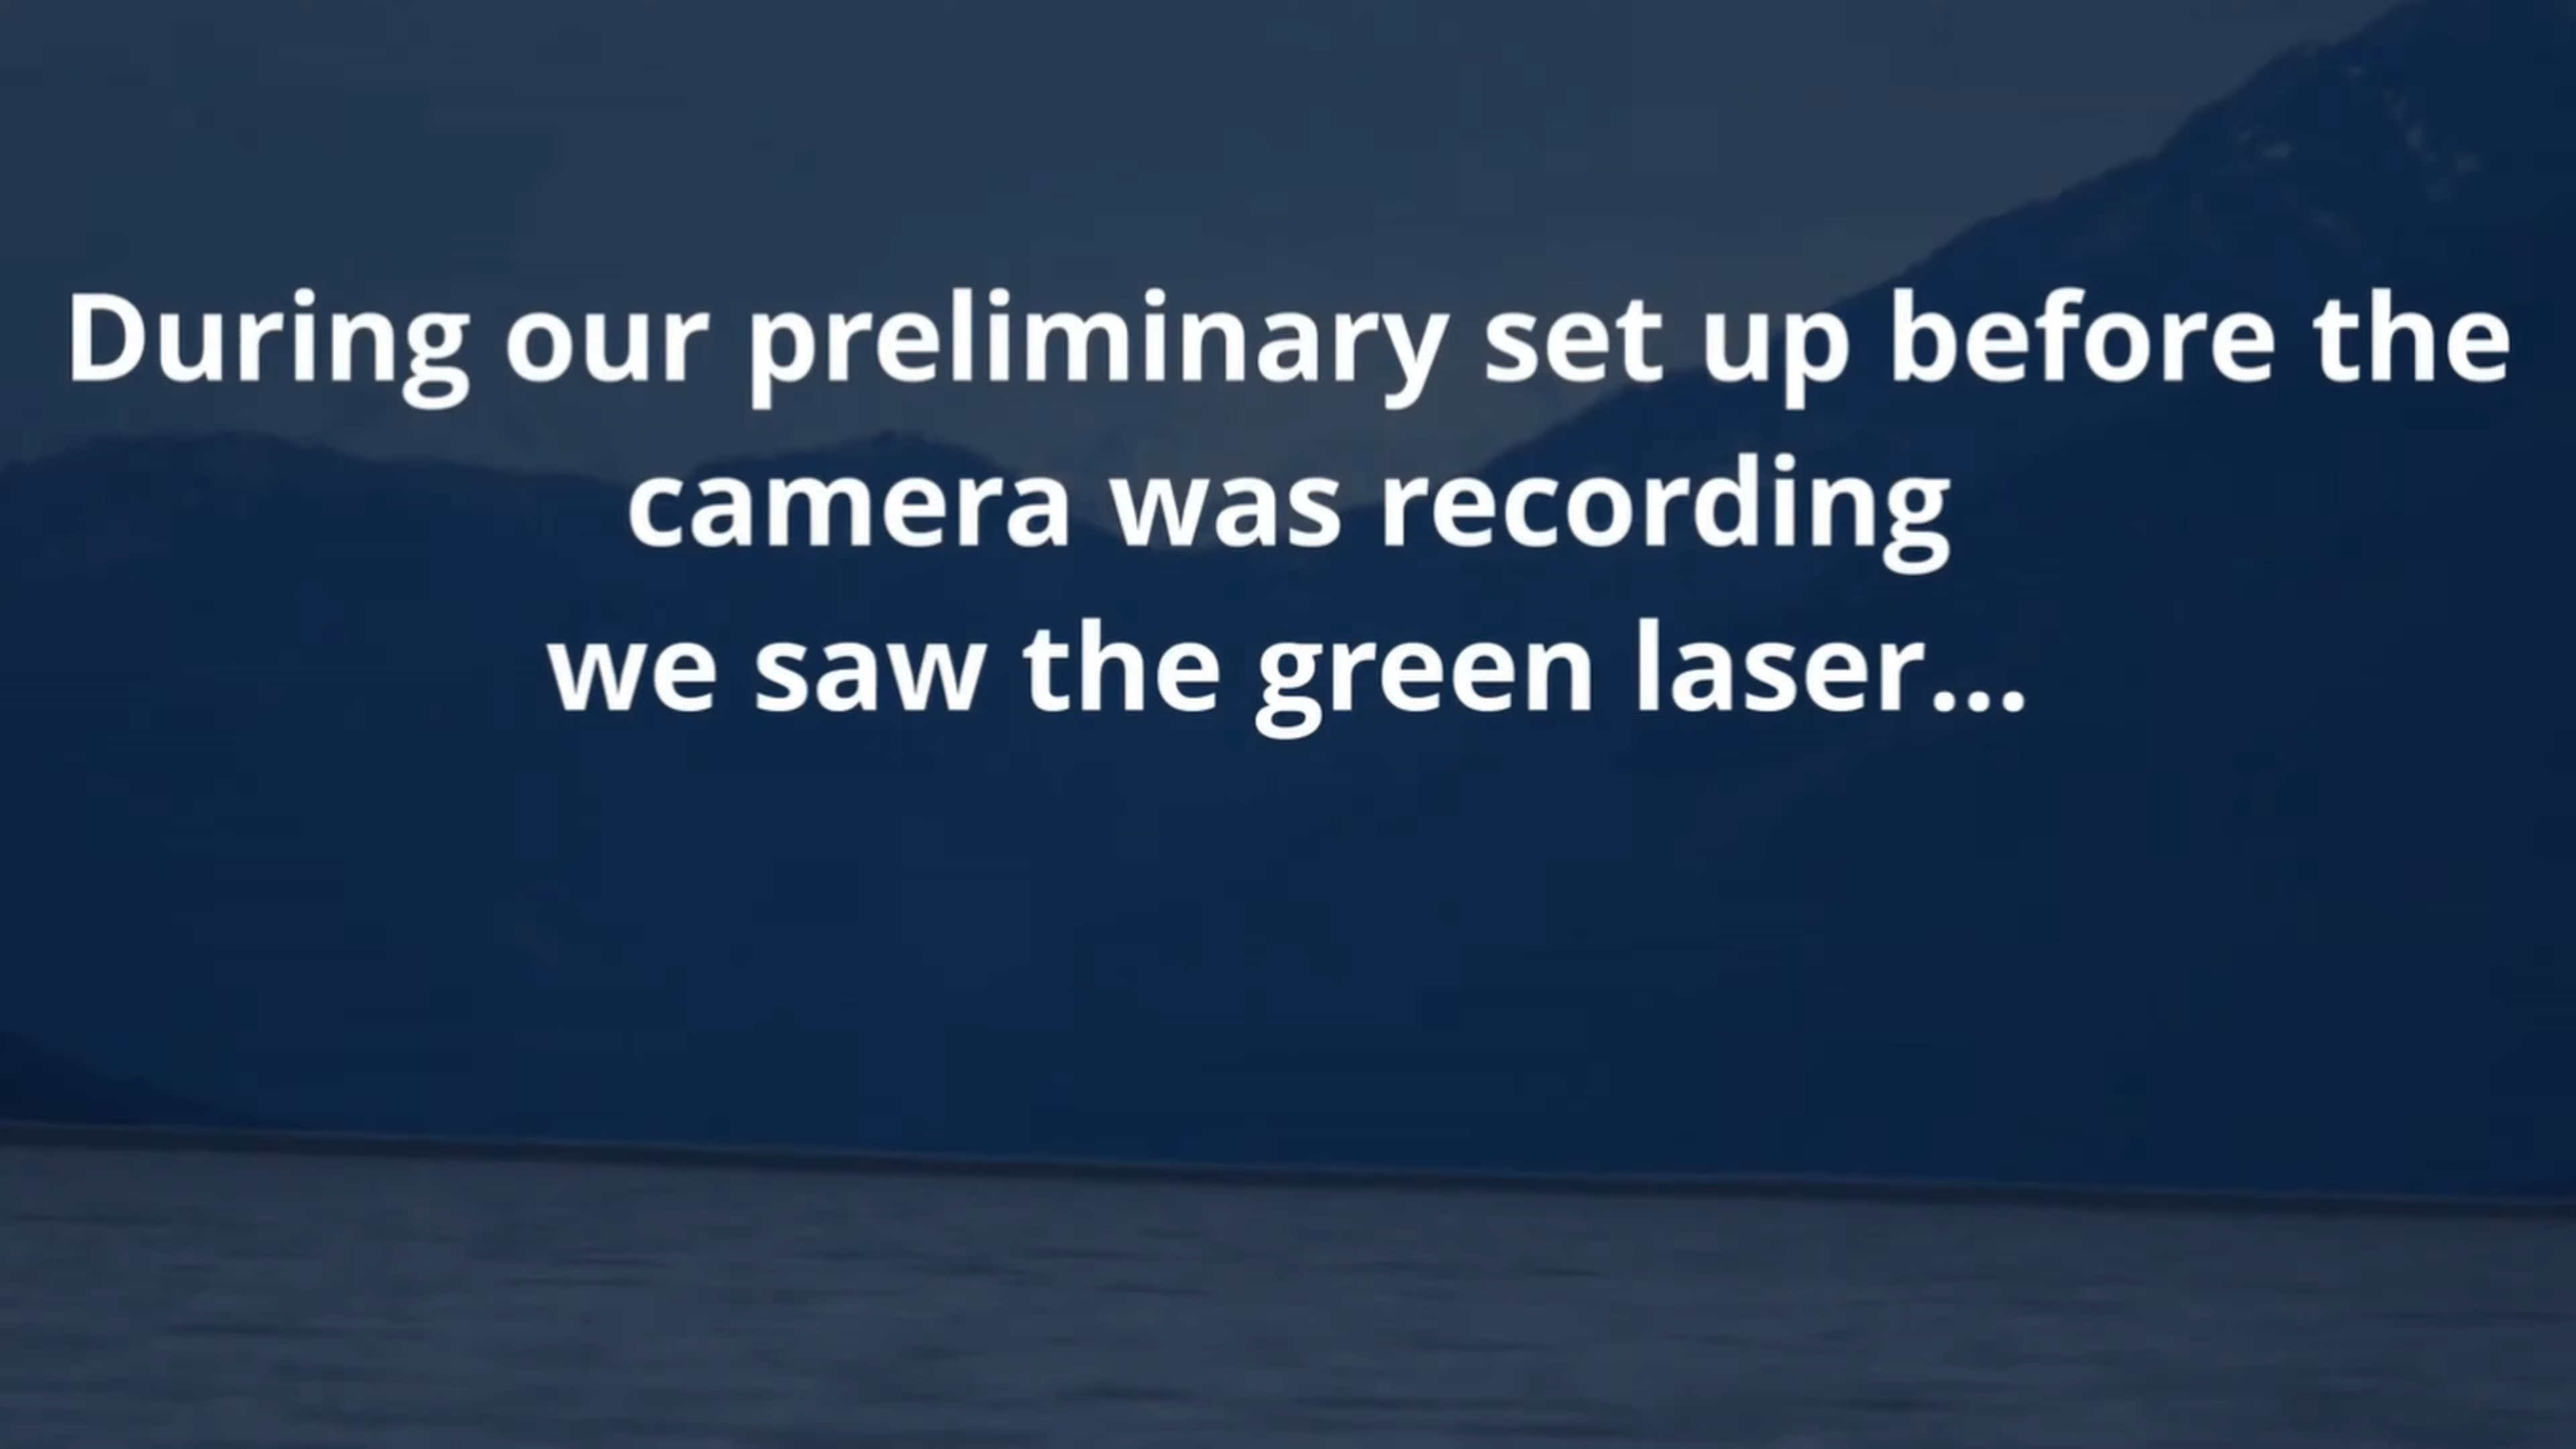 During our preliminary set up before the
camera was recording
we saw the green laser...